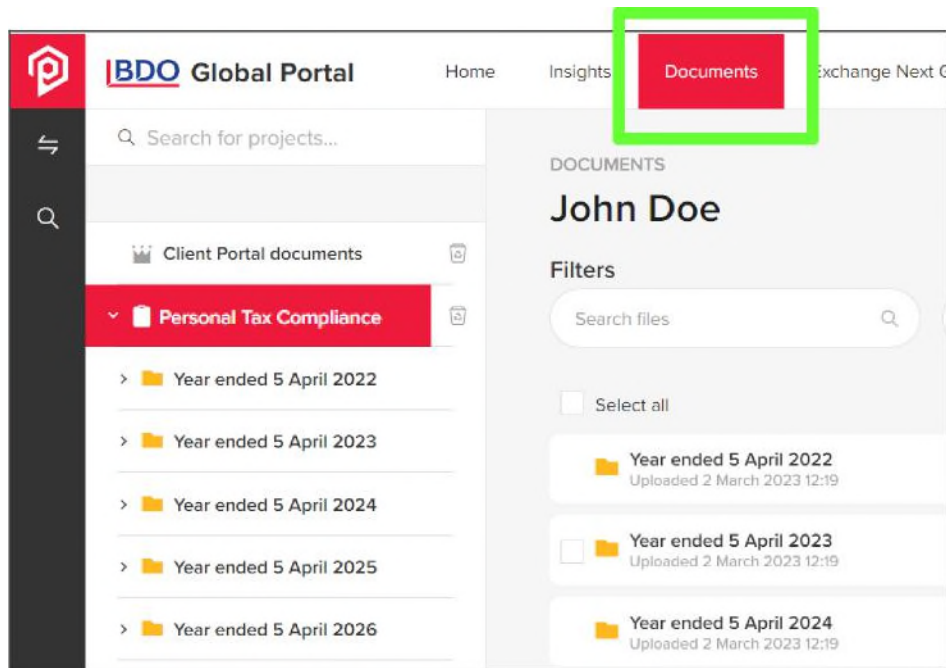 BDO Global Portal
Home
Insights
Documents
Exchange Next
Search for projects...
Client Portal documents
Personal Tax Compliance
Year ended 5 April 2022
Year ended 5 April 2023
Year ended 5 April 2024
Year ended 5 April 2025
Year ended 5 April 2026
DOCUMENTS
John Doe
Filters
Search files
Select all
Year ended 5 April 2022
Uploaded 2 March 2023 12:19
Year ended 5 April 2023
Uploaded 2 March 2023 12:19
Year ended 5 April 2024
Uploaded 2 March 2023 12:19